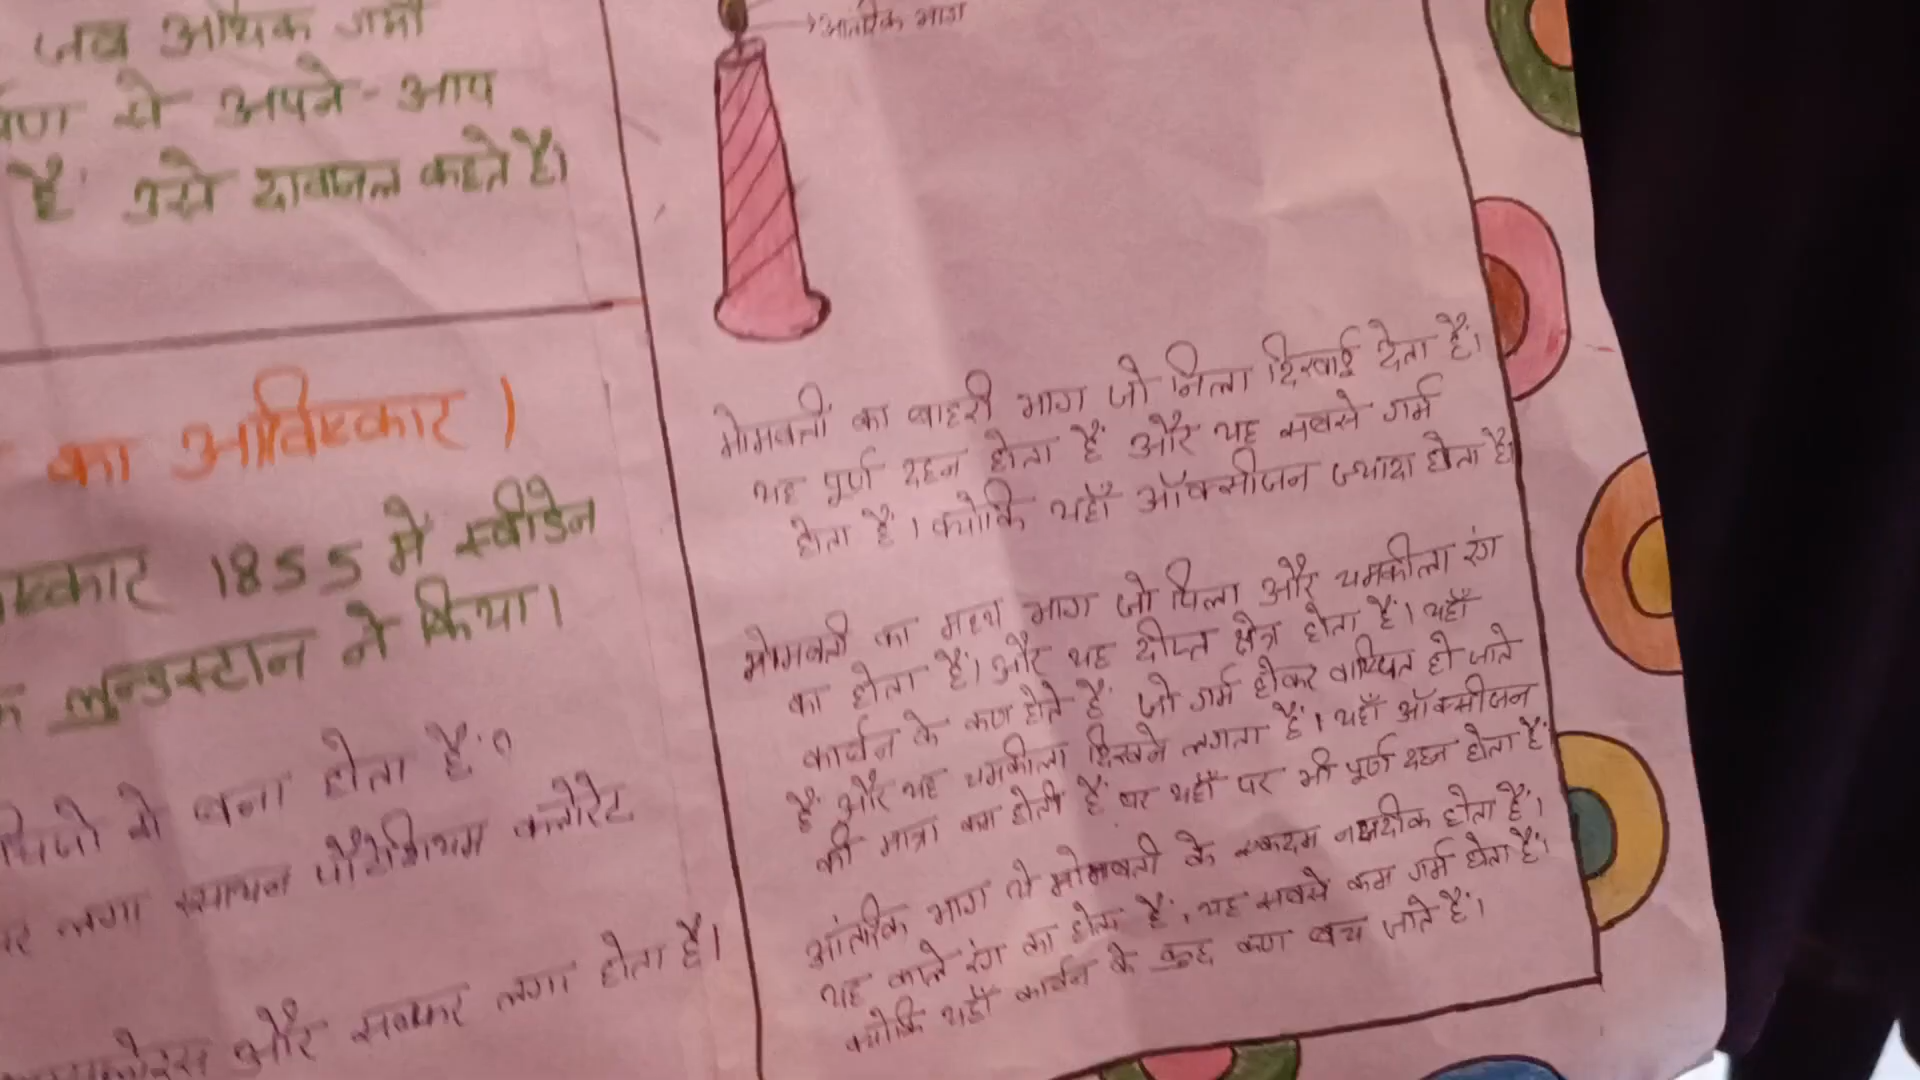 जब अधिक गर्मी
से अपने-आप
है उसे दावानल कहते है।
का आविष्कार )
1855 में स्वीडेन
लुन्डस्टान ने किया।
से बना होता हैं?
लगा रसायन पोटेशियम क्लोरेट
और सल्फर लगा होता है।
आंतरिक भाग
मोमबत्ती का बाहरी भाग जो निला दिखाई देता हैं।
यह पूर्ण दहन होता हैं और यह सबसे गर्म
होता हैं। क्योंकि यहाँ ऑक्सीजन ज्यादा होता है।
मोमबत्ती का मध्य भाग जो पिला और चमकीला रंग
का होता हैं। और यह दीप्त क्षेत्र होता हैं। यहाँ
कार्बन के कण होते हैं जो गर्म होकर वाष्पित हो जाते
हैं और यह चमकीला दिखने लगता हैं। यहाँ ऑक्सीजन
की मात्रा कम होती हैं पर यहाँ पर भी पूर्ण दहन होता हैं
आंतरिक भाग मोमबत्ती के एकदम नजदीक होता हैं।
यह काले रंग का होता हैं, यह सबसे कम गर्म होता हैं।
क्योंकि यहाँ कार्बन के कुछ कण बच जाते हैं।